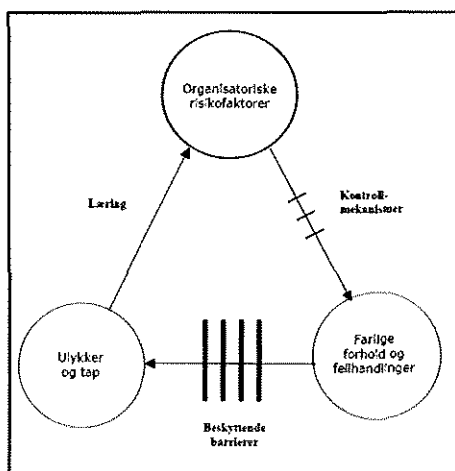 Organisatoriske
risikofaktorer
Læring
Kontroll-
mekanismer
Ulykker
og tap
Farlige
forhold og
feilhandlinger
Beskyttende
barrierer